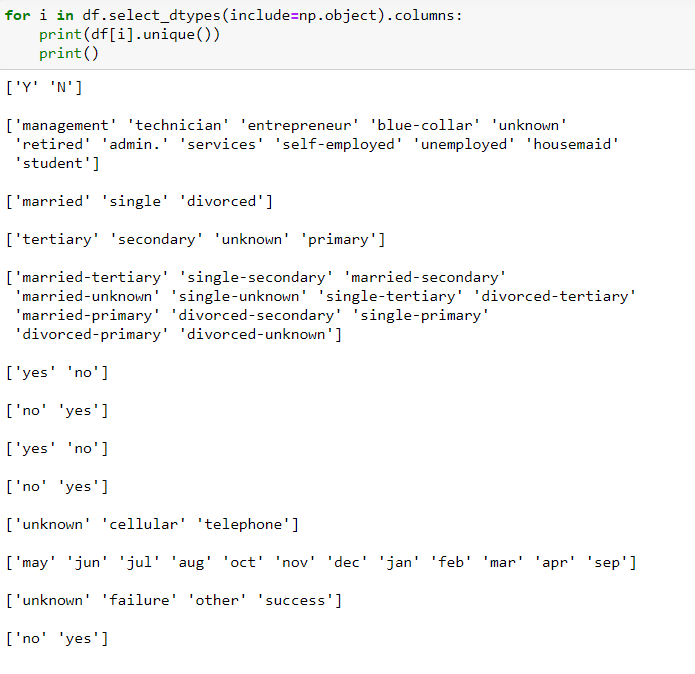 for i in df.select_dtypes(include=np.object).columns:
    print(df[i].unique())
    print()
['Y' 'N']
['management' 'technician' 'entrepreneur' 'blue-collar' 'unknown'
 'retired' 'admin.' 'services' 'self-employed' 'unemployed' 'housemaid'
 'student']
['married' 'single' 'divorced']
['tertiary' 'secondary' 'unknown' 'primary']
['married-tertiary' 'single-secondary' 'married-secondary'
 'married-unknown' 'single-unknown' 'single-tertiary' 'divorced-tertiary'
 'married-primary' 'divorced-secondary' 'single-primary'
 'divorced-primary' 'divorced-unknown']
['yes' 'no']
['no' 'yes']
['yes' 'no']
['no' 'yes']
['unknown' 'cellular' 'telephone']
['may' 'jun' 'jul' 'aug' 'oct' 'nov' 'dec' 'jan' 'feb' 'mar' 'apr' 'sep']
['unknown' 'failure' 'other' 'success']
['no' 'yes']